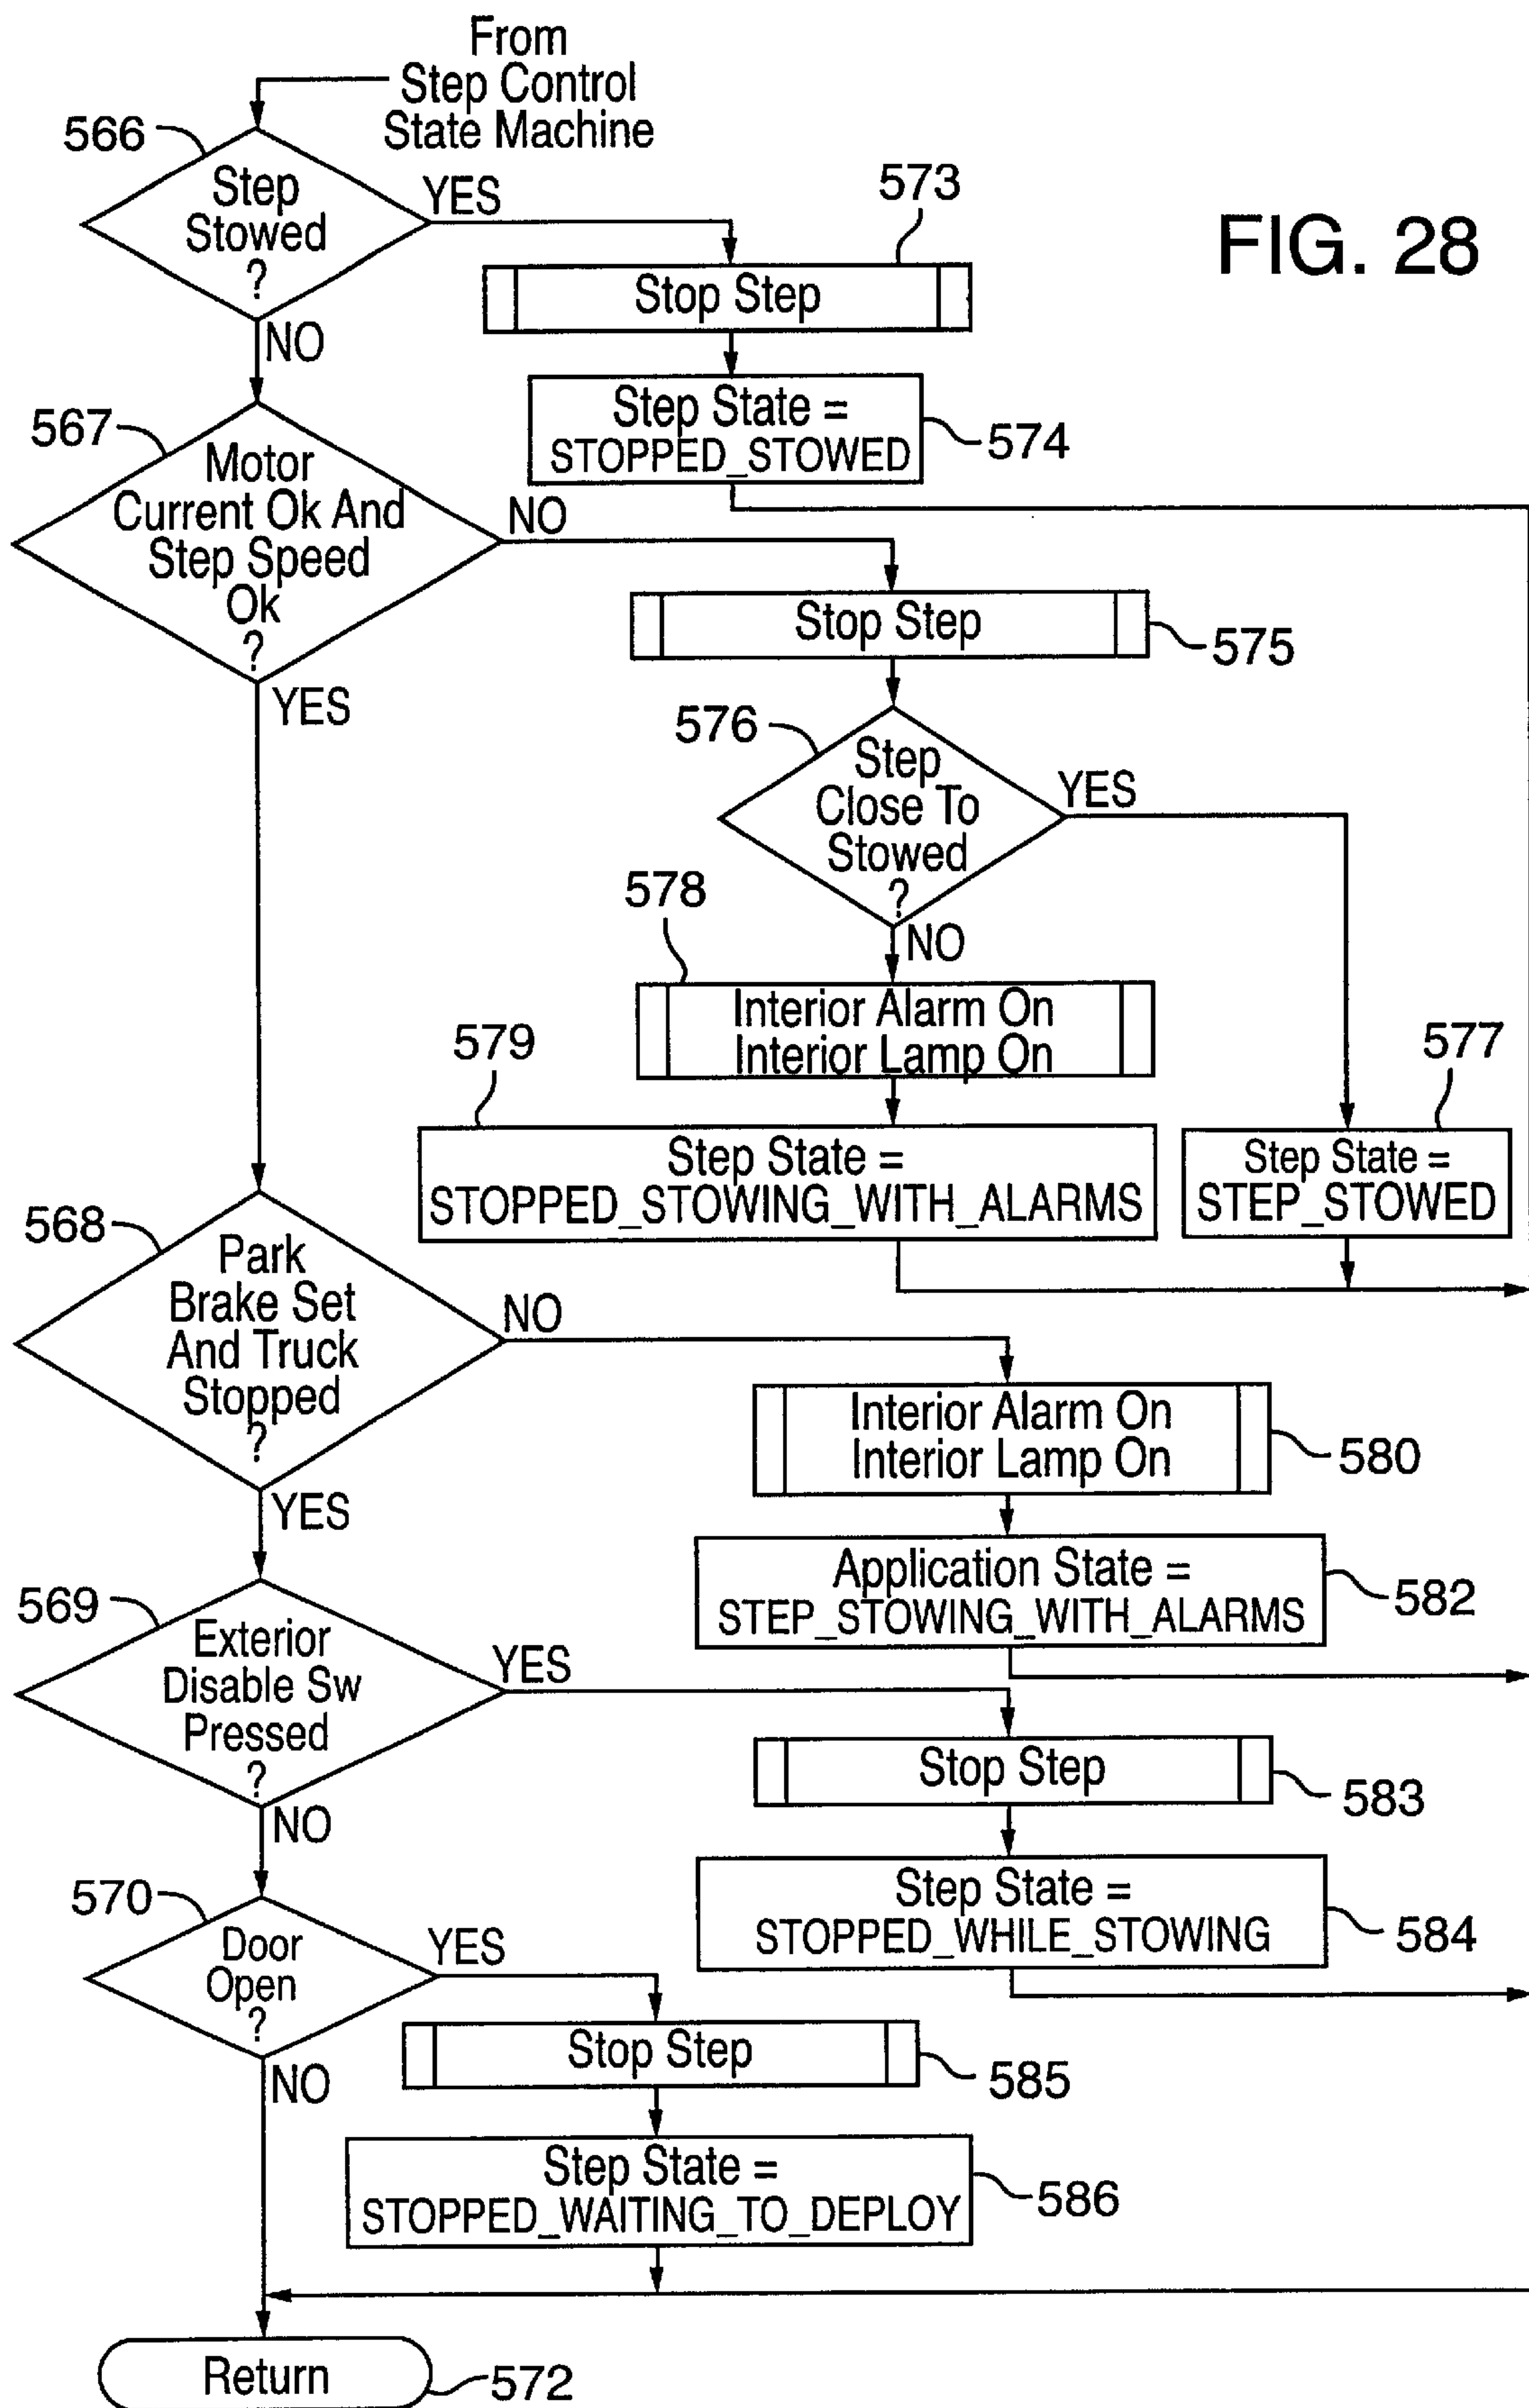 From
Step Control
State Machine
566
Step
Stowed
?
YES
NO
573
Stop Step
FIG. 28
Step State =
STOPPED_STOWED
574
567
Motor
Current Ok And
Step Speed
Ok
?
NO
YES
Stop Step
575
576
Step
Close To
Stowed
?
YES
NO
578
Interior Alarm On
Interior Lamp On
579
Step State =
STOPPED_STOWING_WITH_ALARMS
577
Step State =
STEP_STOWED
568
Park
Brake Set
And Truck
Stopped
?
NO
YES
Interior Alarm On
Interior Lamp On
580
Application State =
STEP_STOWING_WITH_ALARMS
582
569
Exterior
Disable Sw
Pressed
?
YES
NO
Stop Step
583
Step State =
STOPPED_WHILE_STOWING
584
570
Door
Open
?
YES
NO
Stop Step
585
Step State =
STOPPED_WAITING_TO_DEPLOY
586
Return
572